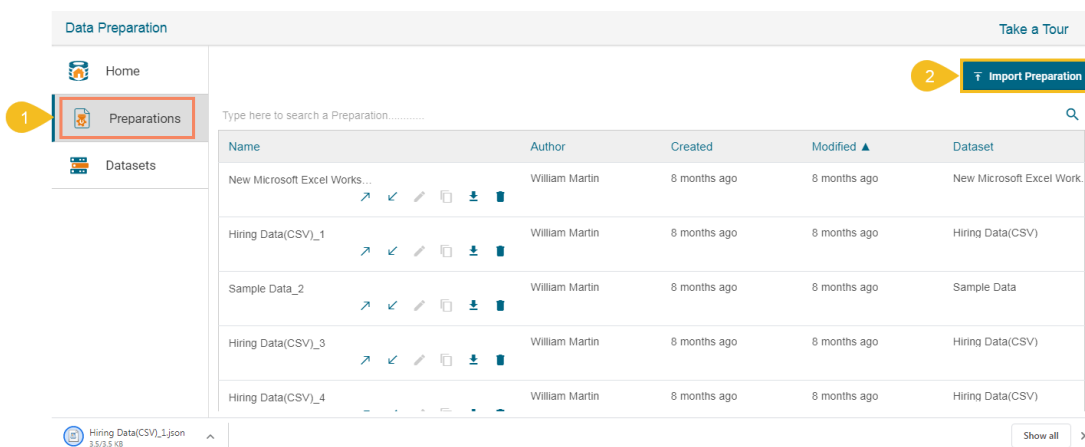 Data Preparation
Take a Tour
Home
2
Import Preparation
1
Preparations
Type here to search a Preparation............
Datasets
Name Author Created Modified ▲ Dataset
New Microsoft Excel Works... William Martin 8 months ago 8 months ago New Microsoft Excel Work.
Hiring Data(CSV)_1 William Martin 8 months ago 8 months ago Hiring Data(CSV)
Sample Data_2 William Martin 8 months ago 8 months ago Sample Data
Hiring Data(CSV)_3 William Martin 8 months ago 8 months ago Hiring Data(CSV)
Hiring Data(CSV)_4 William Martin 8 months ago 8 months ago Hiring Data(CSV)
Hiring Data(CSV)_1.json
3.5/3.5 KB
Show all